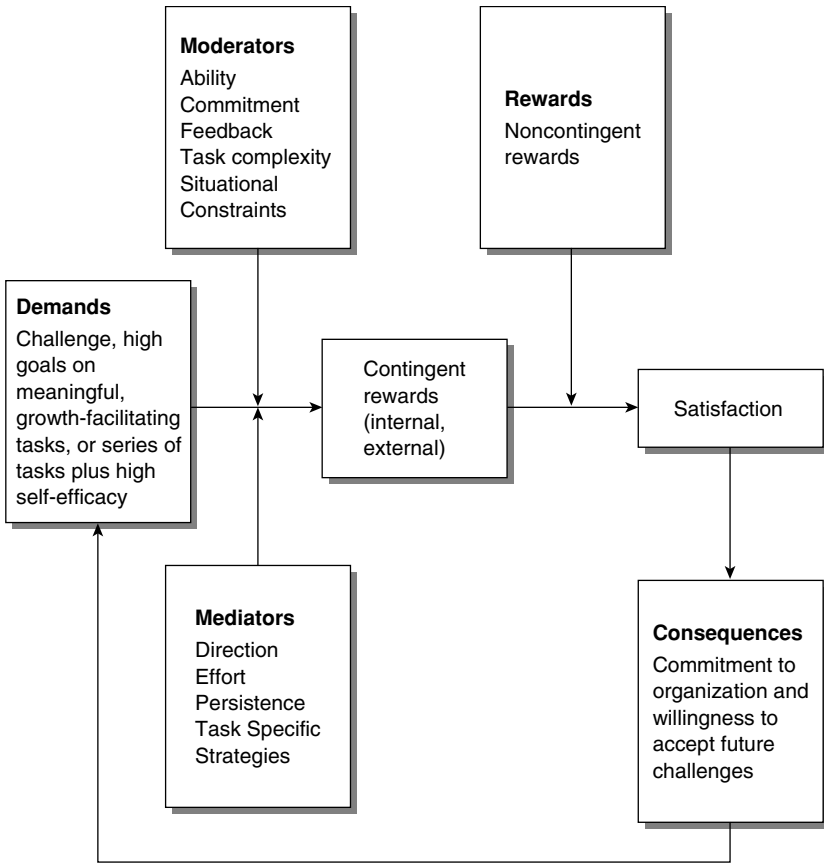 Moderators
Ability
Commitment
Feedback
Task complexity
Situational
Constraints
Rewards
Noncontingent
rewards
Demands
Challenge, high
goals on
meaningful,
growth-facilitating
tasks, or series of
tasks plus high
self-efficacy
Contingent
rewards
(internal,
external)
Satisfaction
Mediators
Direction
Effort
Persistence
Task Specific
Strategies
Consequences
Commitment to
organization and
willingness to
accept future
challenges